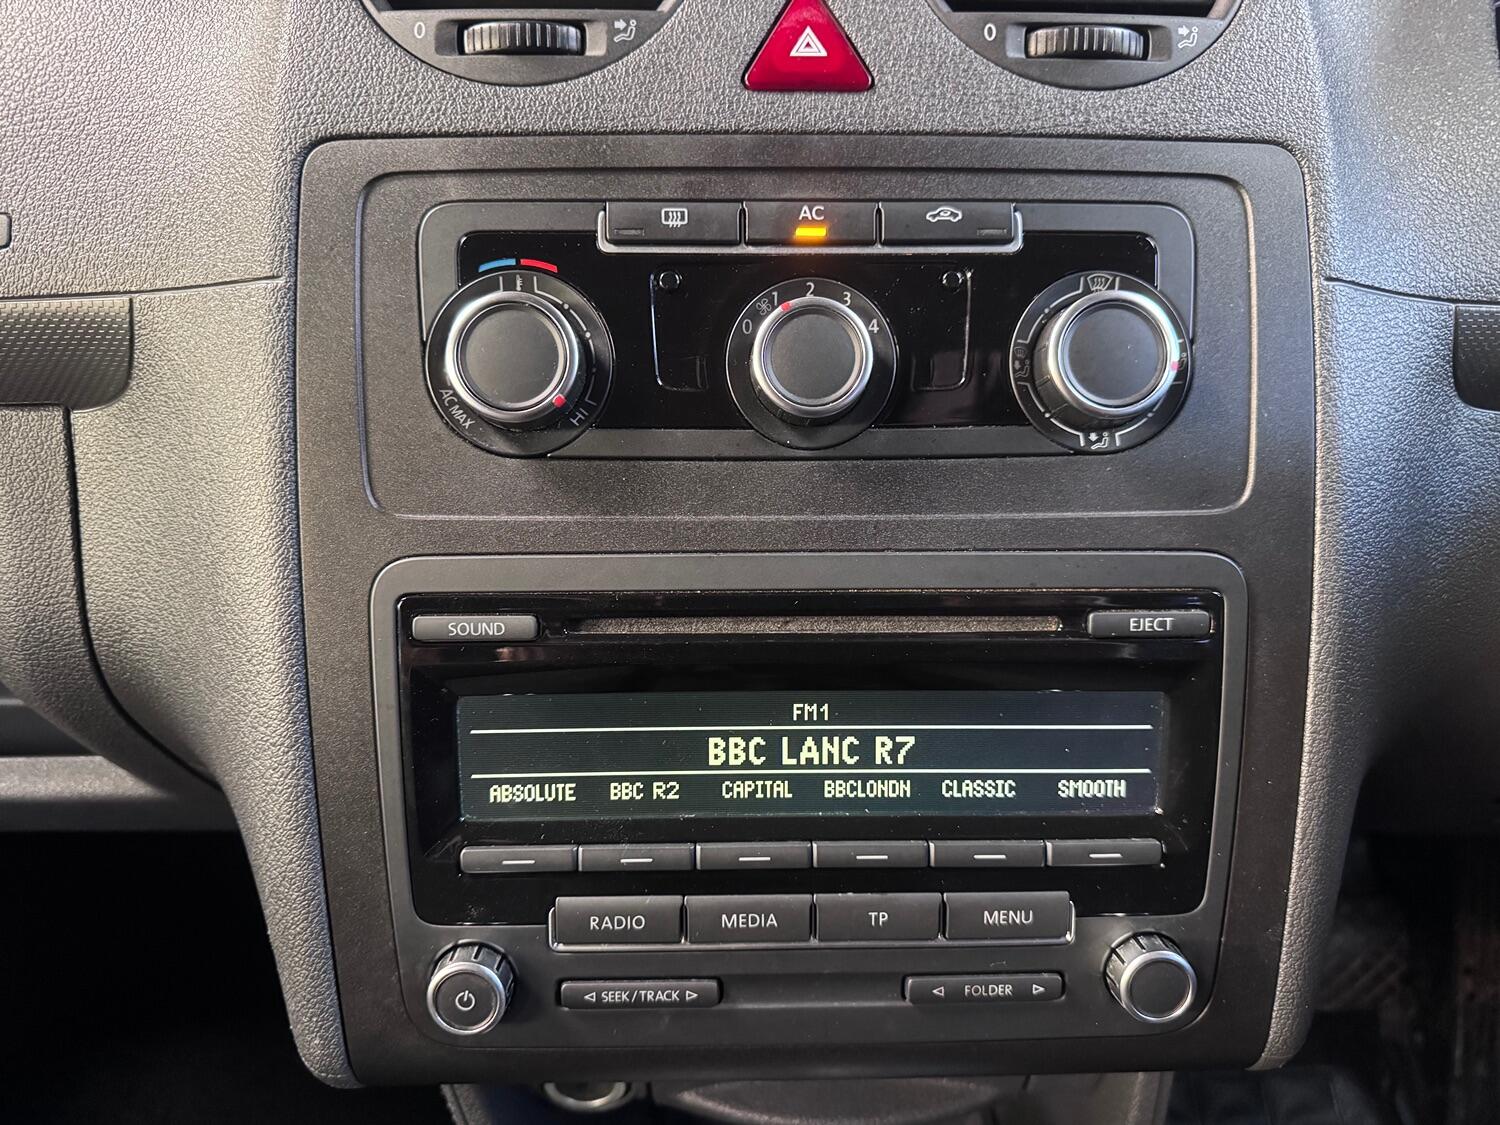 0
0
AC
0 1 2 3 4
AC MAX
HI
SOUND
EJECT
FM1
BBC LANC R7
ABSOLUTE BBC R2 CAPITAL BBCLONDN CLASSIC SMOOTH
RADIO MEDIA TP MENU
SEEK/TRACK
FOLDER